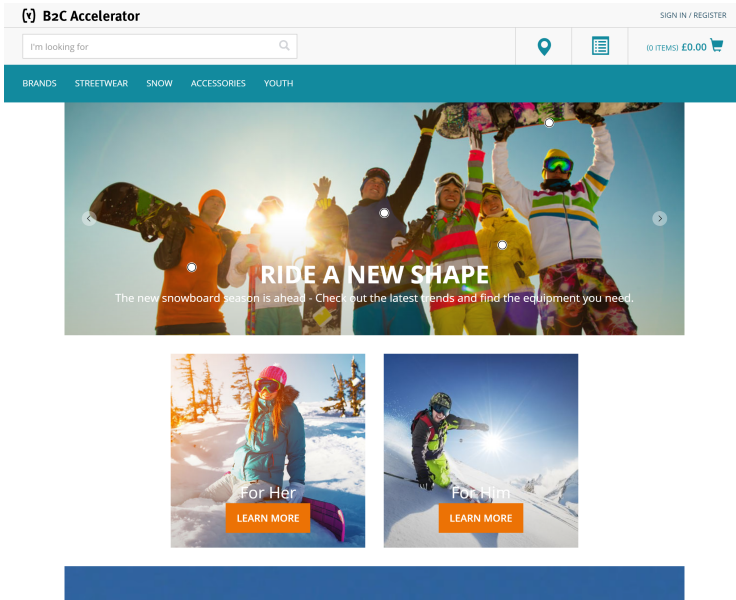 B2C Accelerator
SIGN IN / REGISTER
I'm looking for
(0 ITEMS) £0.00
BRANDS STREETWEAR SNOW ACCESSORIES YOUTH
RIDE A NEW SHAPE
The new snowboard season is ahead - Check out the latest trends and find the equipment you need.
For Her
LEARN MORE
For Him
LEARN MORE